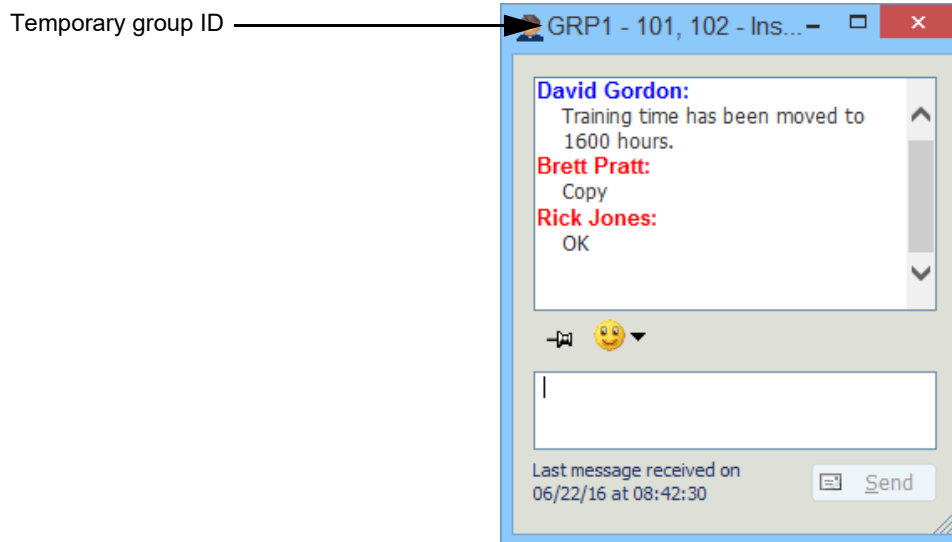 Temporary group ID
GRP1 - 101, 102 - Ins...
David Gordon:
Training time has been moved to
1600 hours.
Brett Pratt:
Copy
Rick Jones:
OK
Last message received on
06/22/16 at 08:42:30
Send